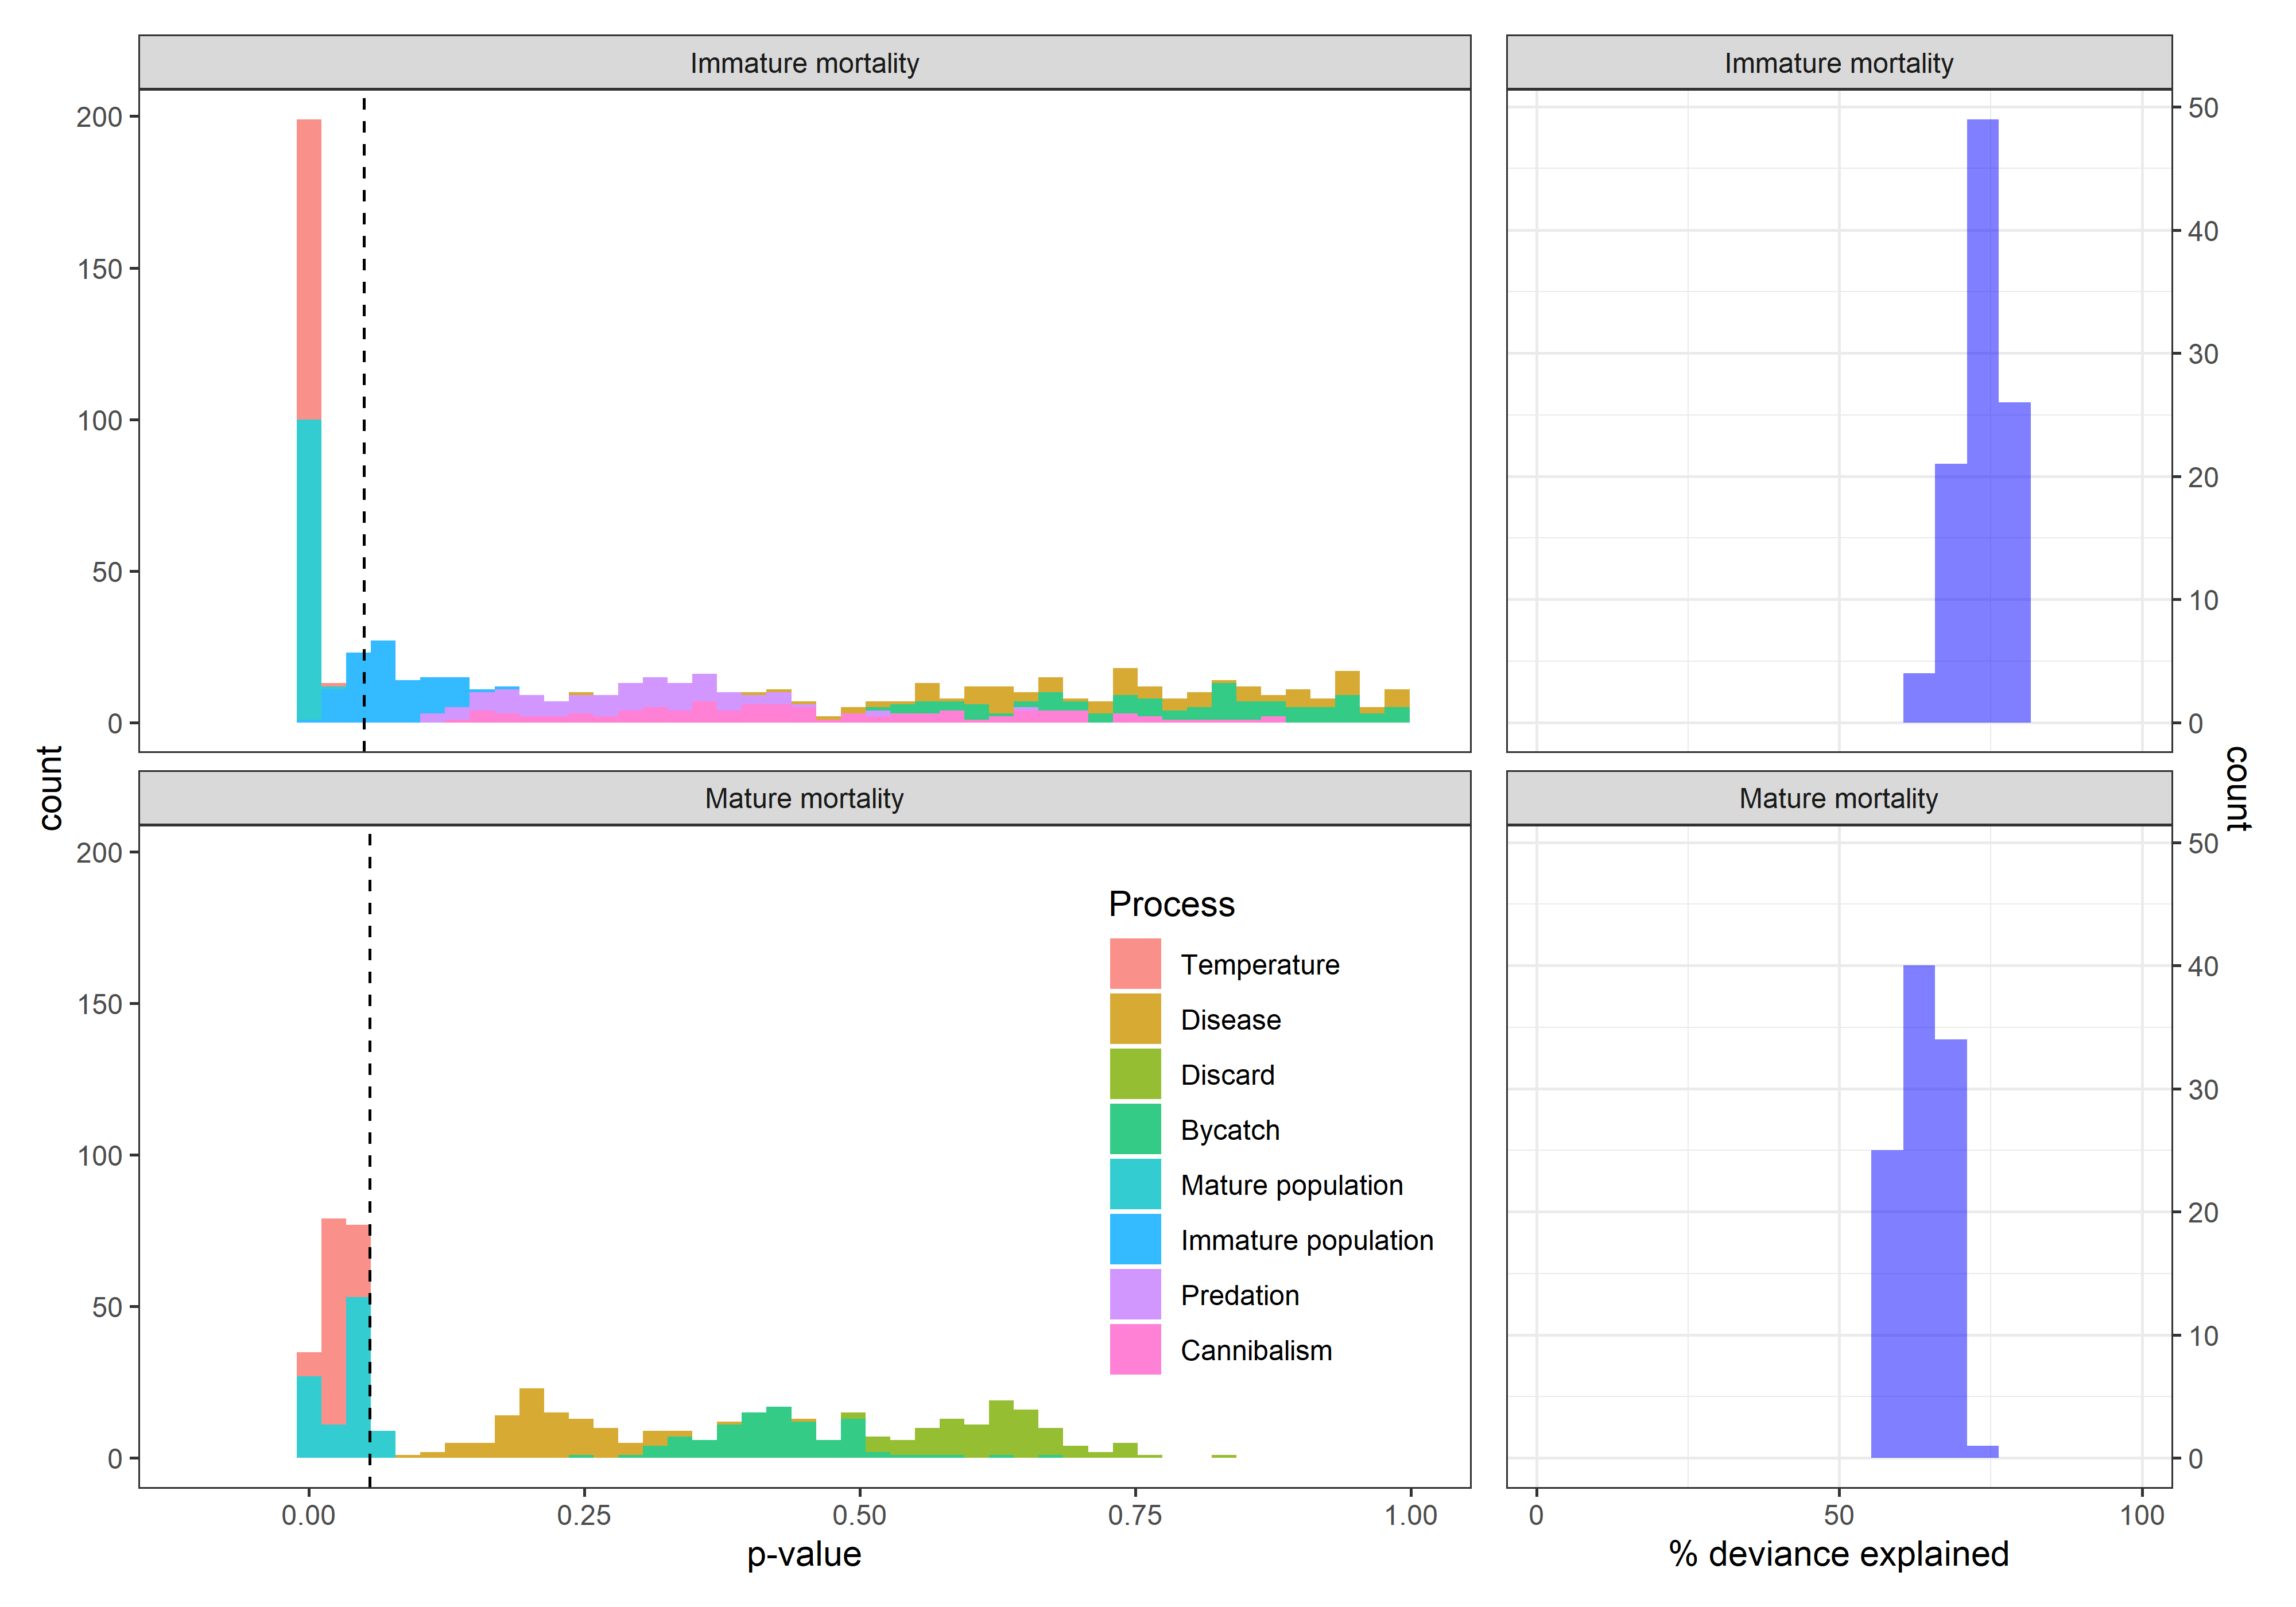 Immature mortality
Immature mortality
200
150
100
50
0
50
40
30
20
10
0
count
count
Mature mortality
Mature mortality
200
150
100
50
0
Process
Temperature
Disease
Discard
Bycatch
Mature population
Immature population
Predation
Cannibalism
50
40
30
20
10
0
0.00 0.25 0.50 0.75 1.00
0 50 100
p-value
% deviance explained